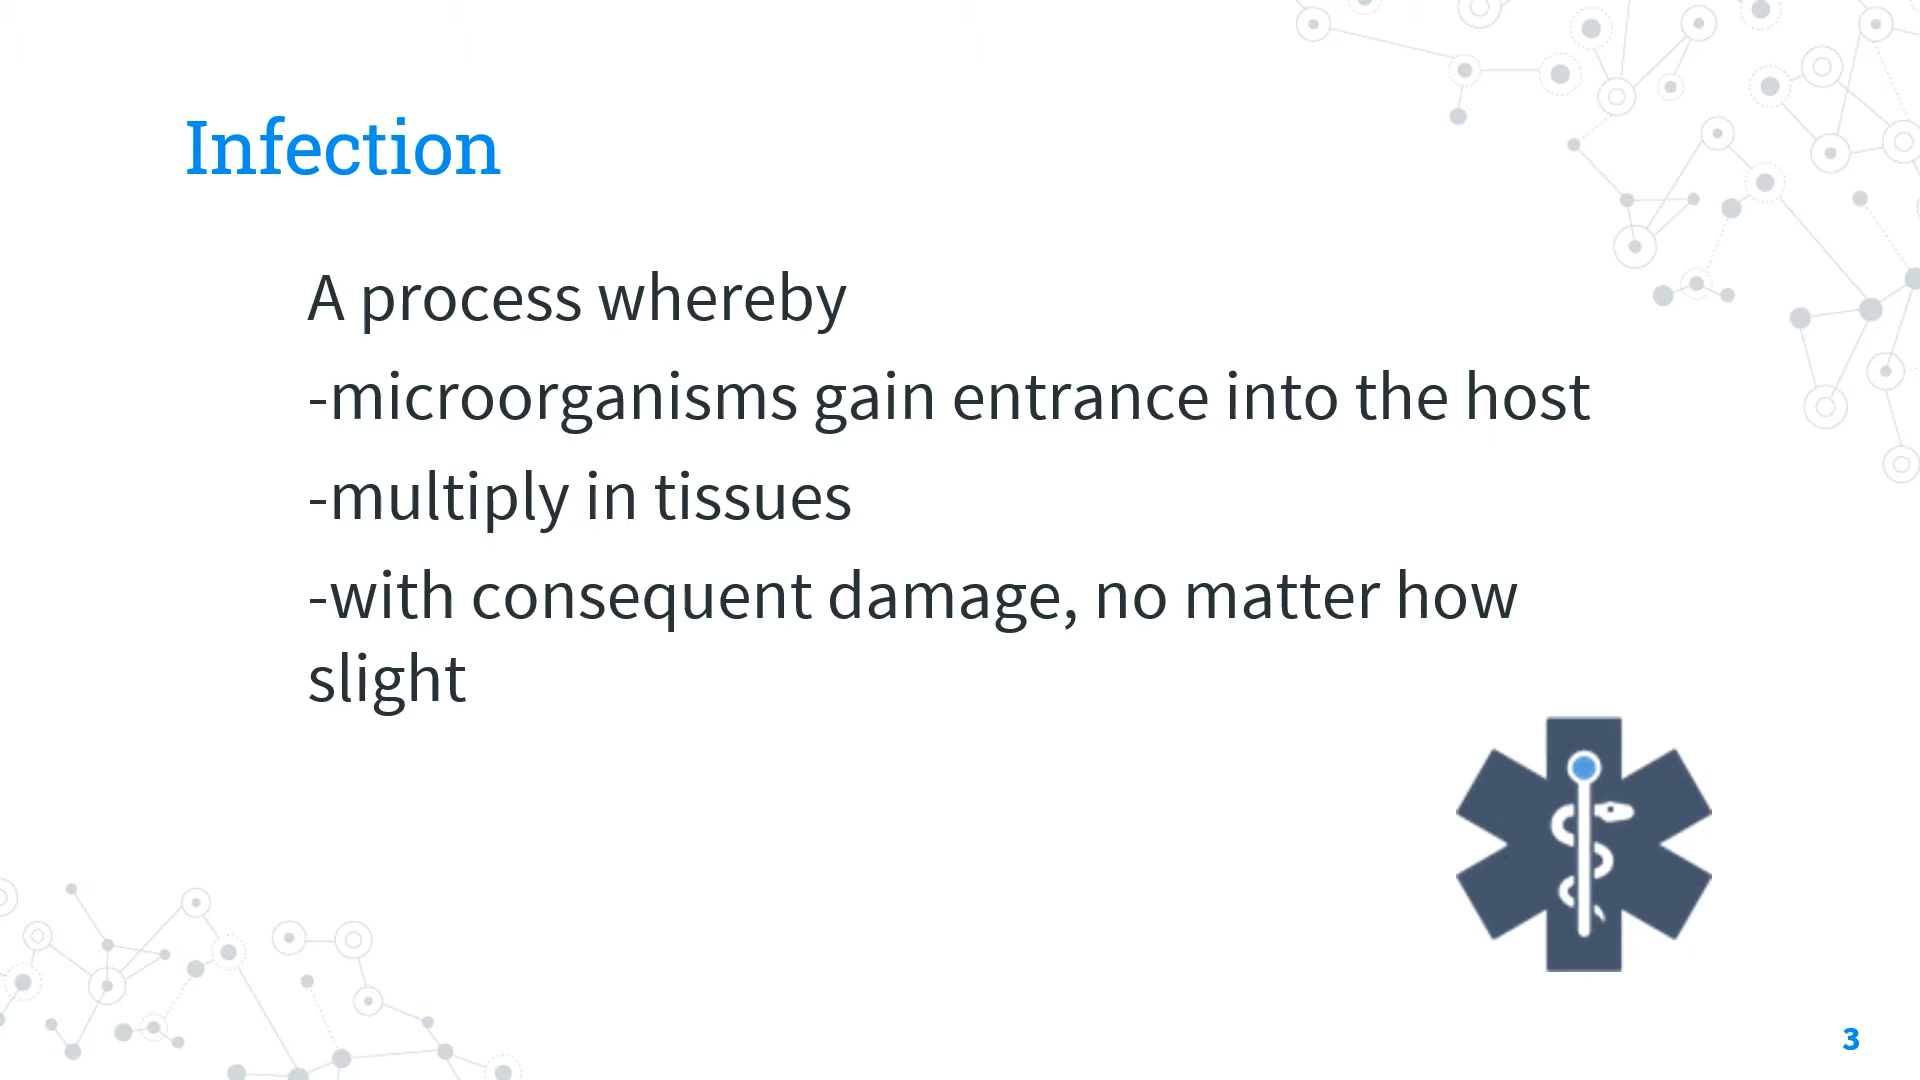 Infection
A process whereby
-microorganisms gain entrance into the host
-multiply in tissues
-with consequent damage, no matter how
slight
3